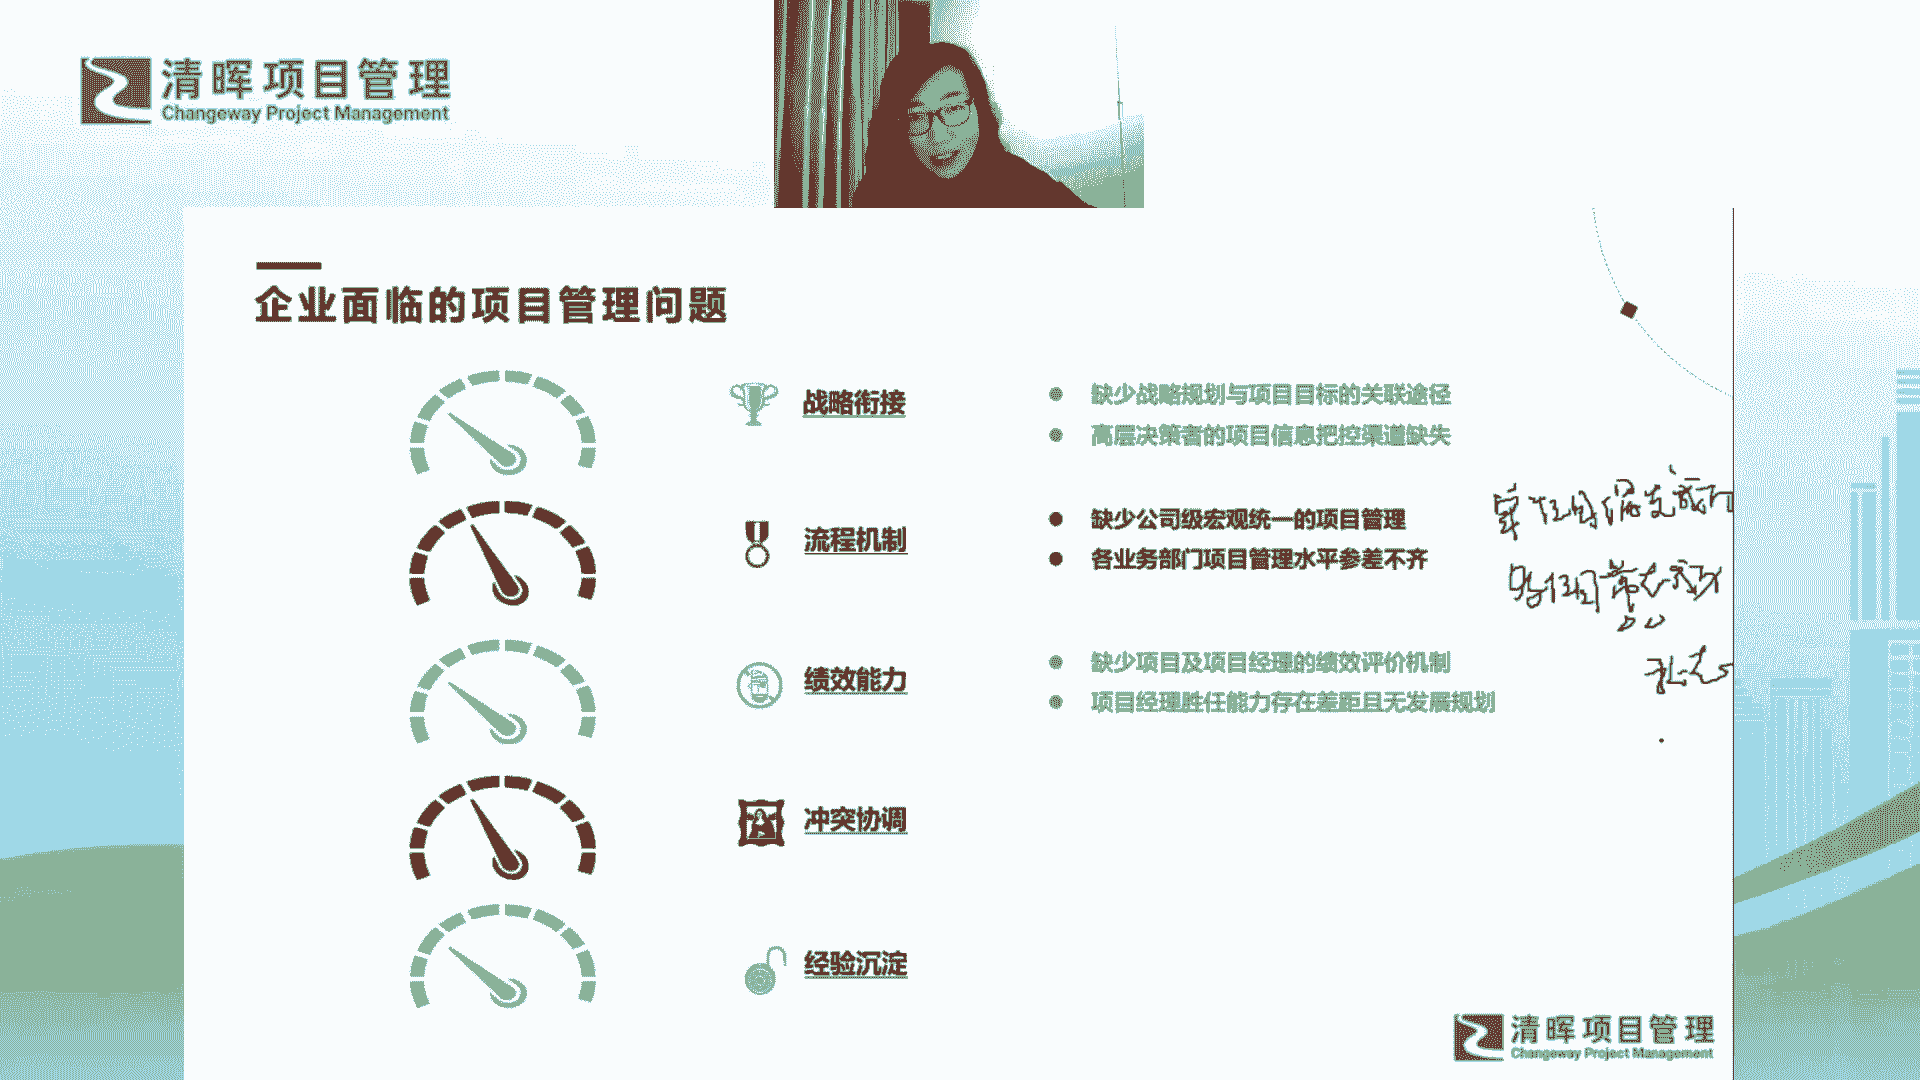 清晖项目管理
Changeway Project Management
企业面临的项目管理问题
战略衔接
缺少战略规划与项目目标的关联途径
高层决策者的项目信息把控渠道缺失
流程机制
缺少公司级宏观统一的项目管理
各业务部门项目管理水平参差不齐
绩效能力
缺少项目及项目经理的绩效评价机制
项目经理胜任能力存在差距且无发展规划
冲突协调
经验沉淀
清晖项目管理
Changeway Project Management